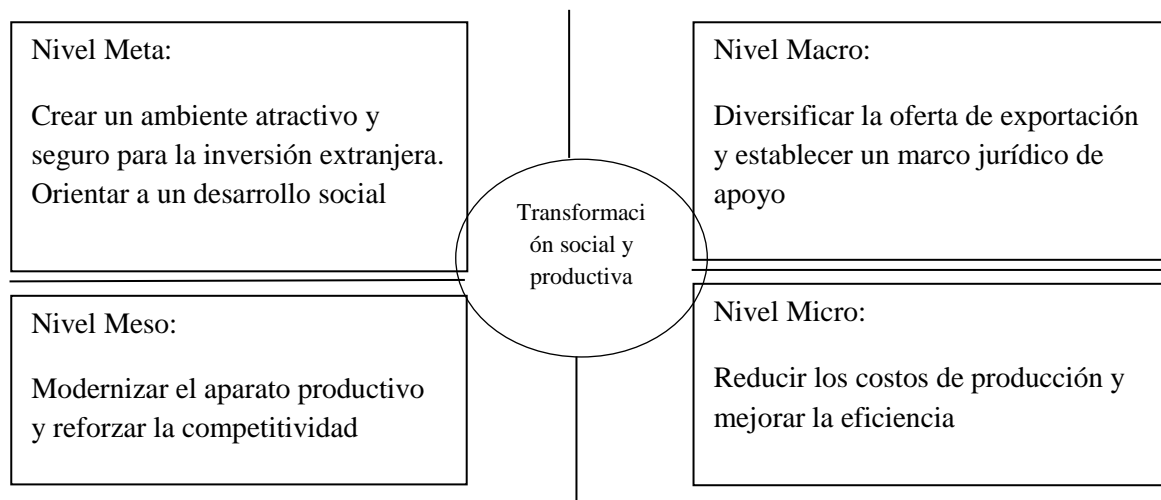 Nivel Meta:
Crear un ambiente atractivo y
seguro para la inversión extranjera.
Orientar a un desarrollo social
Nivel Macro:
Diversificar la oferta de exportación
y establecer un marco jurídico de
apoyo
Transformaci
ón social y
productiva
Nivel Meso:
Modernizar el aparato productivo
y reforzar la competitividad
Nivel Micro:
Reducir los costos de producción y
mejorar la eficiencia